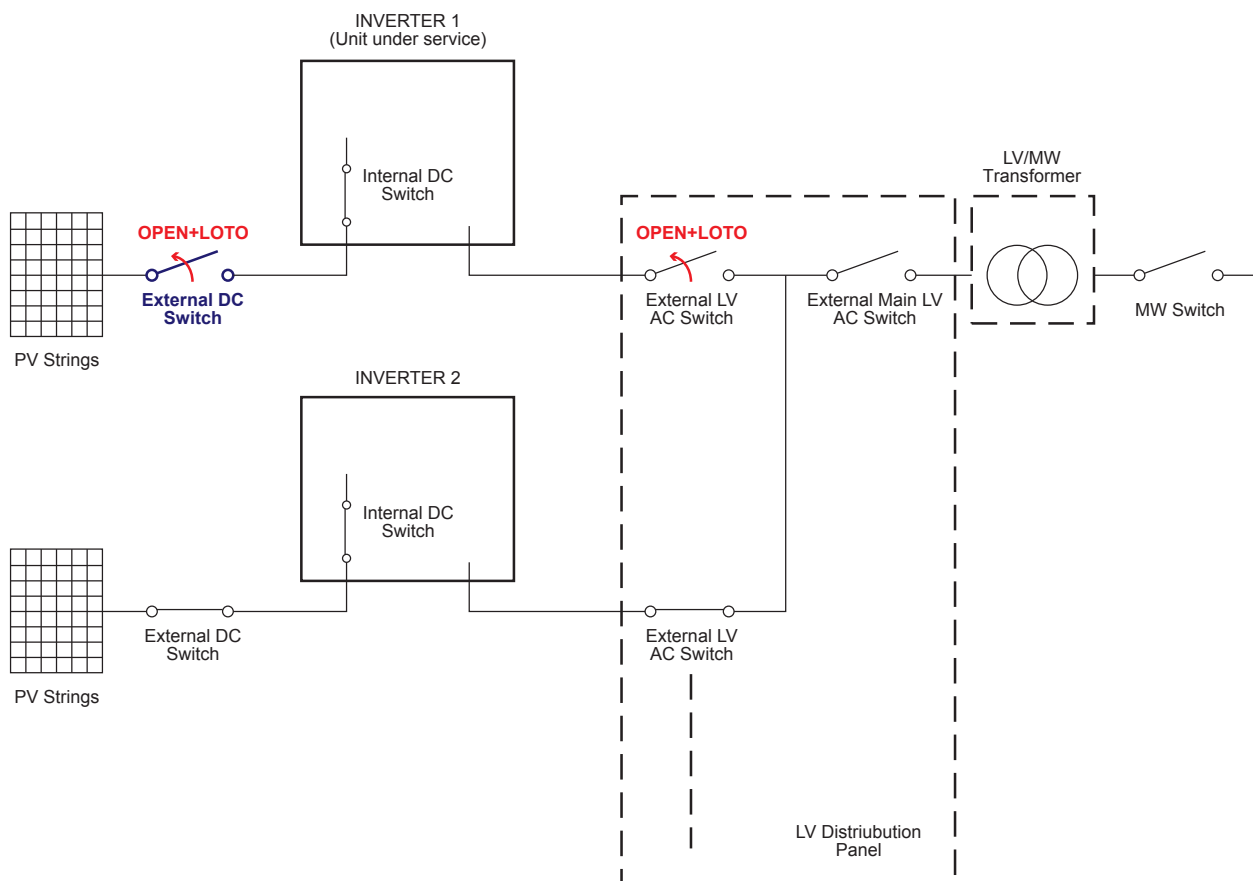 INVERTER 1
(Unit under service)
Internal DC
Switch
LV/MW
Transformer
OPEN+LOTO
External DC
Switch
PV Strings
OPEN+LOTO
External LV
AC Switch
External Main LV
AC Switch
MW Switch
INVERTER 2
Internal DC
Switch
External DC
Switch
PV Strings
External LV
AC Switch
LV Distriubution
Panel